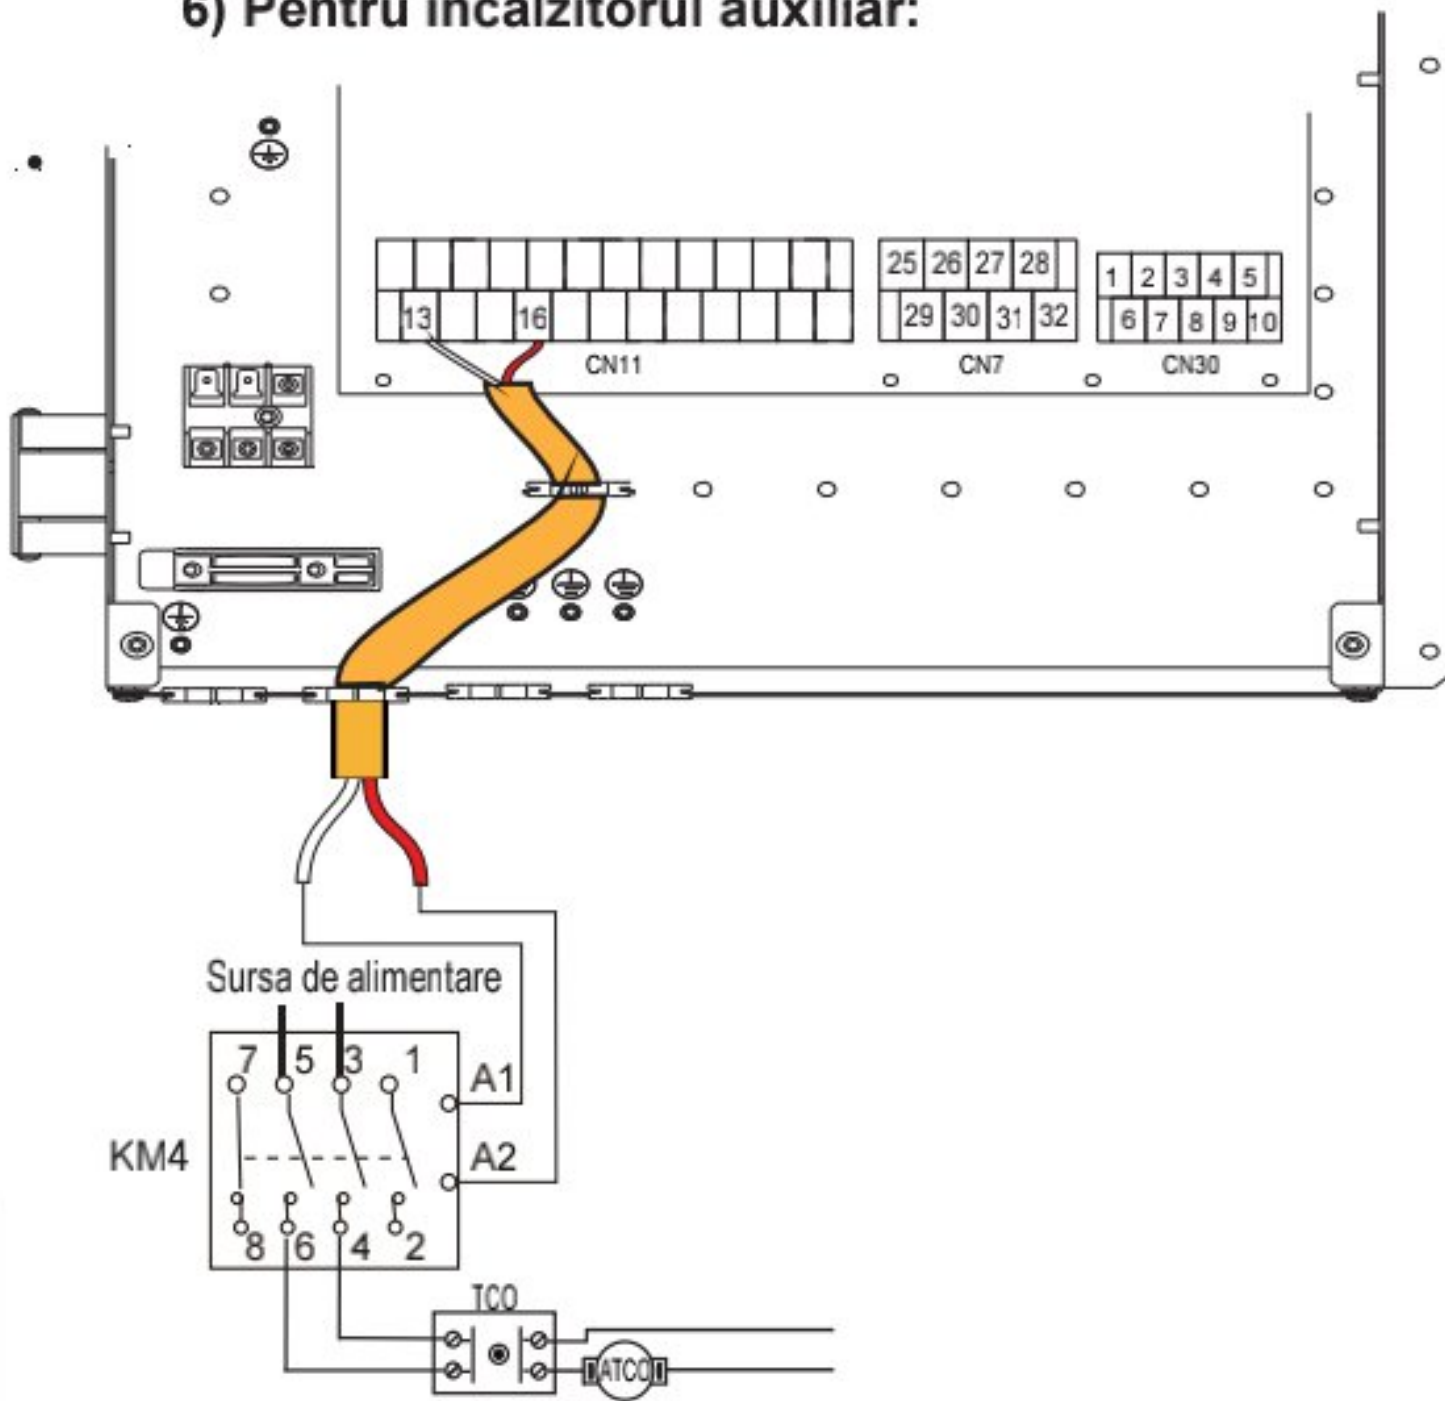 6) Pentru încălzitorul auxiliar:
25 26 27 28
1 2 3 4 5
13 16
29 30 31 32
6 7 8 9 10
CN11
CN7
CN30
Sursa de alimentare
7 5 3 1
A1
KM4
A2
8 6 4 2
TCO
ATCO